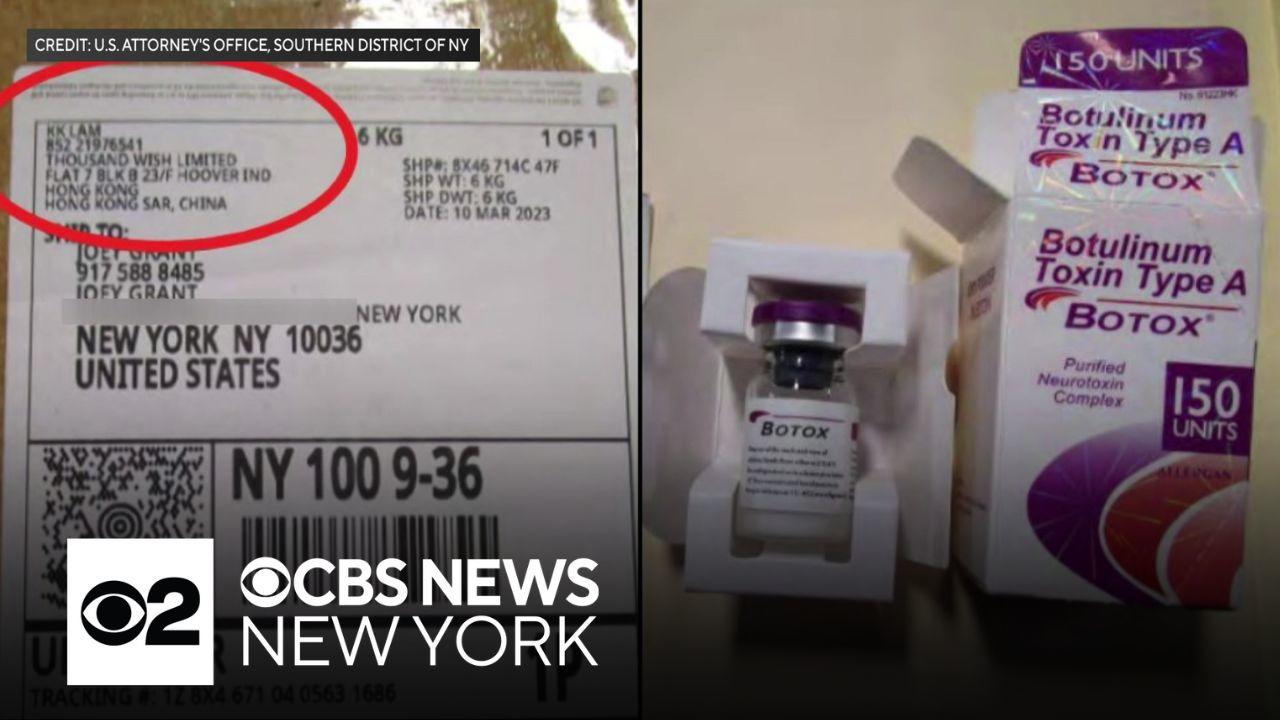 CREDIT: U.S. ATTORNEY'S OFFICE, SOUTHERN DISTRICT OF NY
KK LAM
852 21976541
THOUSAND WISH LIMITED
FLAT 7 BLK B 23/F HOOVER IND
HONG KONG
HONG KONG SAR, CHINA
6 KG
1 OF 1
SHP#: 8X46 714C 47F
SHP WT: 6 KG
SHP DWT: 6 KG
DATE: 10 MAR 2023
SHIP TO:
JOEY GRANT
917 588 8485
JOEY GRANT
NEW YORK
NEW YORK NY 10036
UNITED STATES
NY 100 9-36
TRACKING #: 1Z 8X4 671 04 0563 1686
1P
2
CBS NEWS
NEW YORK
BOTOX
150 UNITS
No. 91223HK
Botulinum
Toxin Type A
BOTOX®
Botulinum
Toxin Type A
BOTOX®
Purified
Neurotoxin
Complex
150
UNITS
ALLERGAN